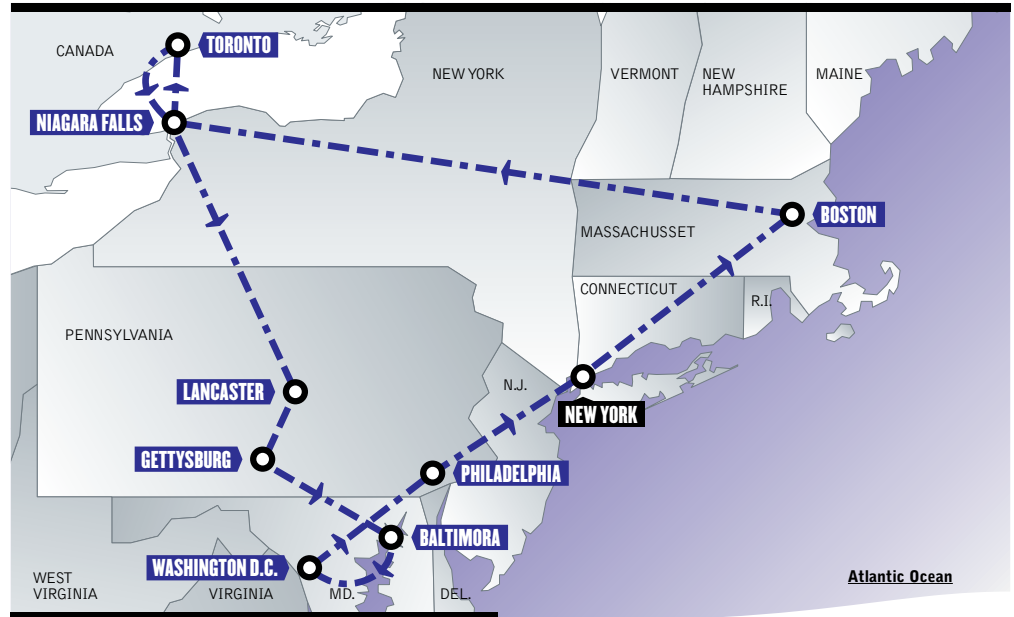 TORONTO
CANADA
NEW YORK
VERMONT
NEW
HAMPSHIRE
MAINE
NIAGARA FALLS
BOSTON
MASSACHUSSET
CONNECTICUT
R.I.
PENNSYLVANIA
LANCASTER
N.J.
NEW YORK
GETTYSBURG
PHILADELPHIA
BALTIMORA
WASHINGTON D.C.
WEST
VIRGINIA
VIRGINIA
MD.
DEL.
Atlantic Ocean